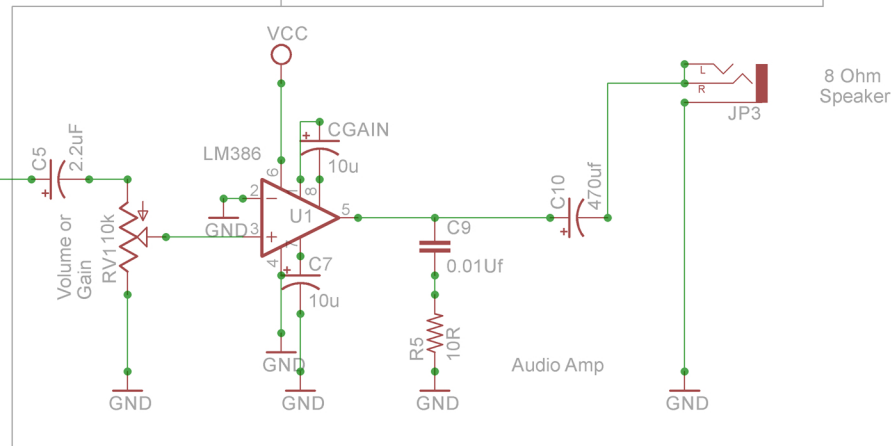 VCC
L
R
JP3
8 Ohm
Speaker
C5
2.2uF
LM386
CGAIN
10u
6
1
8
2
3
U1
5
4
7
GND
Volume or
Gain
RV1
10k
C7
10u
C9
0.01Uf
C10
470uf
R5
10R
Audio Amp
GND
GND
GND
GND
GND